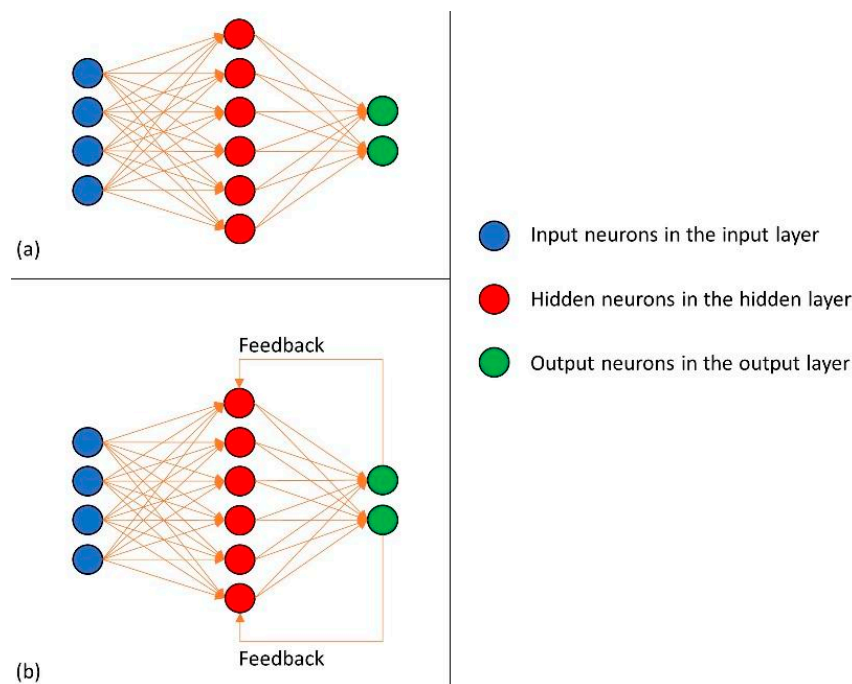 (a)
Feedback
Feedback
(b)
Input neurons in the input layer
Hidden neurons in the hidden layer
Output neurons in the output layer